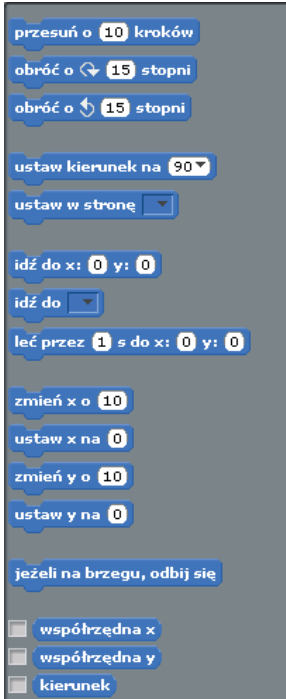 przesuń o 10 kroków
obróć o 15 stopni
obróć o 15 stopni
ustaw kierunek na 90
ustaw w stronę
idź do x: 0 y: 0
idź do
leć przez 1 s do x: 0 y: 0
zmień x o 10
ustaw x na 0
zmień y o 10
ustaw y na 0
jeżeli na brzegu, odbij się
współrzędna x
współrzędna y
kierunek